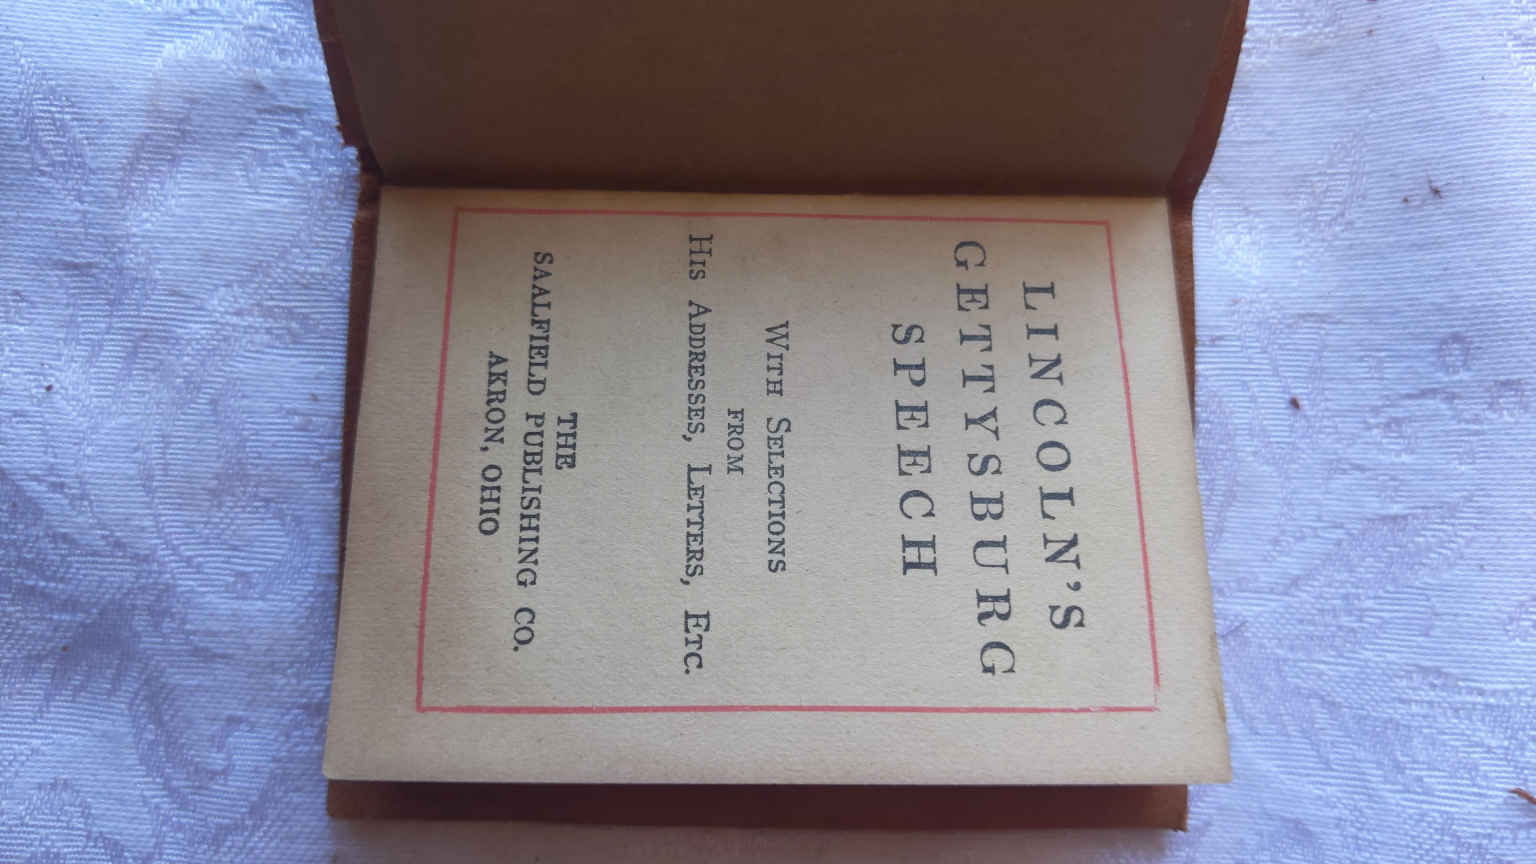 LINCOLN'S
GETTYSBURG
SPEECH
WITH SELECTIONS
FROM
HIS ADDRESSES, LETTERS, ETC.
THE
SAALFIELD PUBLISHING CO.
AKRON, OHIO